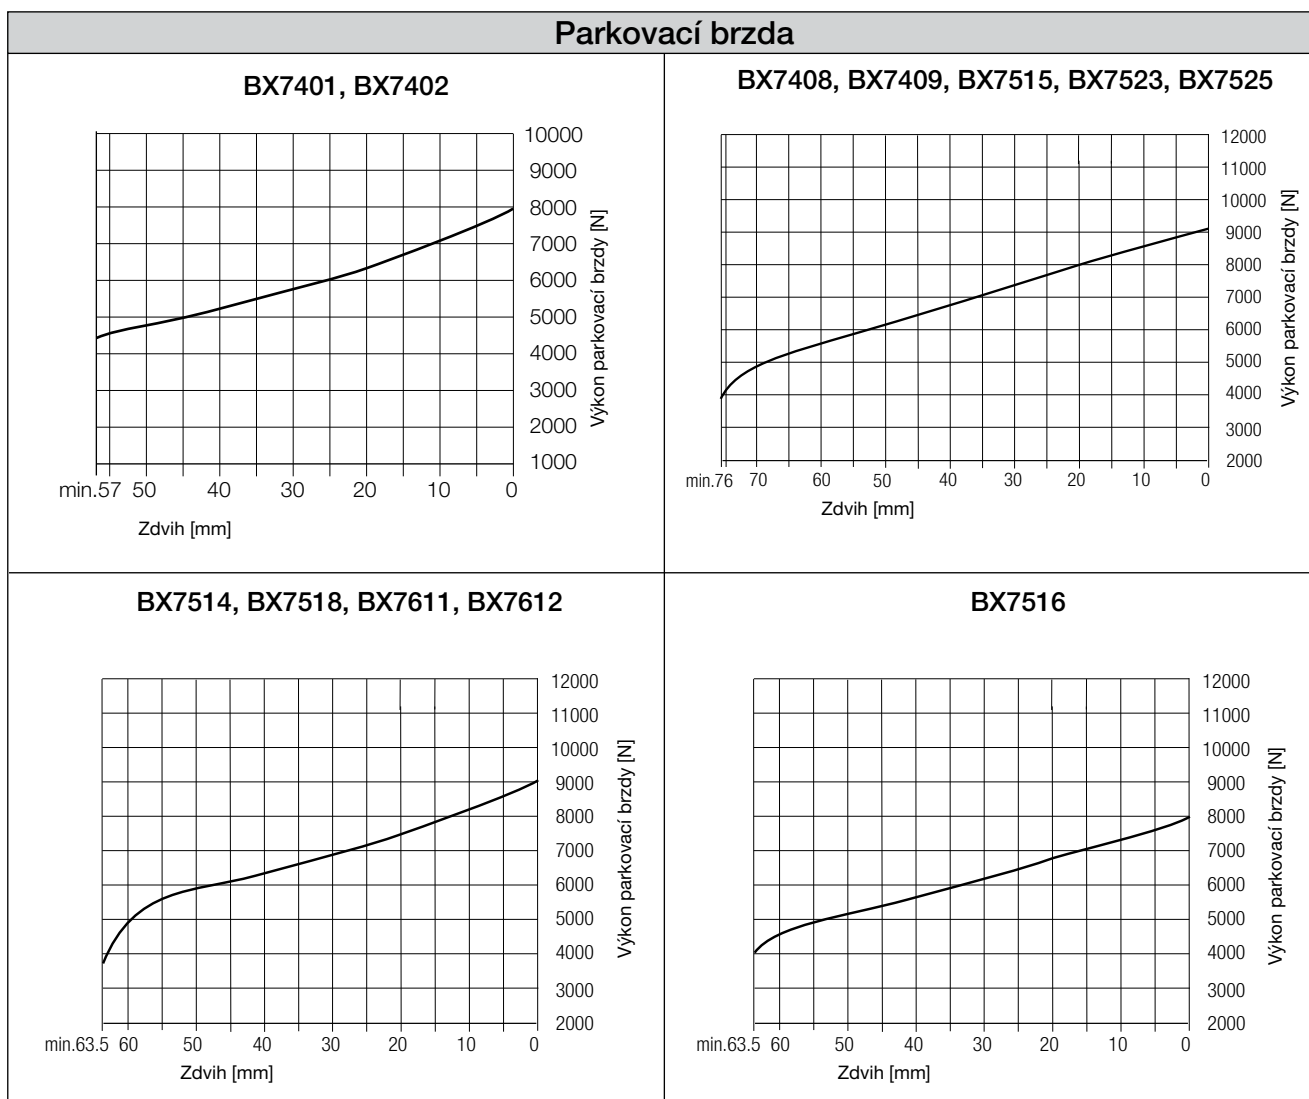 Parkovací brzda
BX7401, BX7402
10000
9000
8000
7000
6000
5000
4000
3000
2000
1000
Výkon parkovací brzdy [N]
min.57 50 40 30 20 10 0
Zdvih [mm]
BX7408, BX7409, BX7515, BX7523, BX7525
12000
11000
10000
9000
8000
7000
6000
5000
4000
3000
2000
Výkon parkovací brzdy [N]
min.76 70 60 50 40 30 20 10 0
Zdvih [mm]
BX7514, BX7518, BX7611, BX7612
12000
11000
10000
9000
8000
7000
6000
5000
4000
3000
2000
Výkon parkovací brzdy [N]
min.63.5 60 50 40 30 20 10 0
Zdvih [mm]
BX7516
12000
11000
10000
9000
8000
7000
6000
5000
4000
3000
2000
Výkon parkovací brzdy [N]
min.63.5 60 50 40 30 20 10 0
Zdvih [mm]